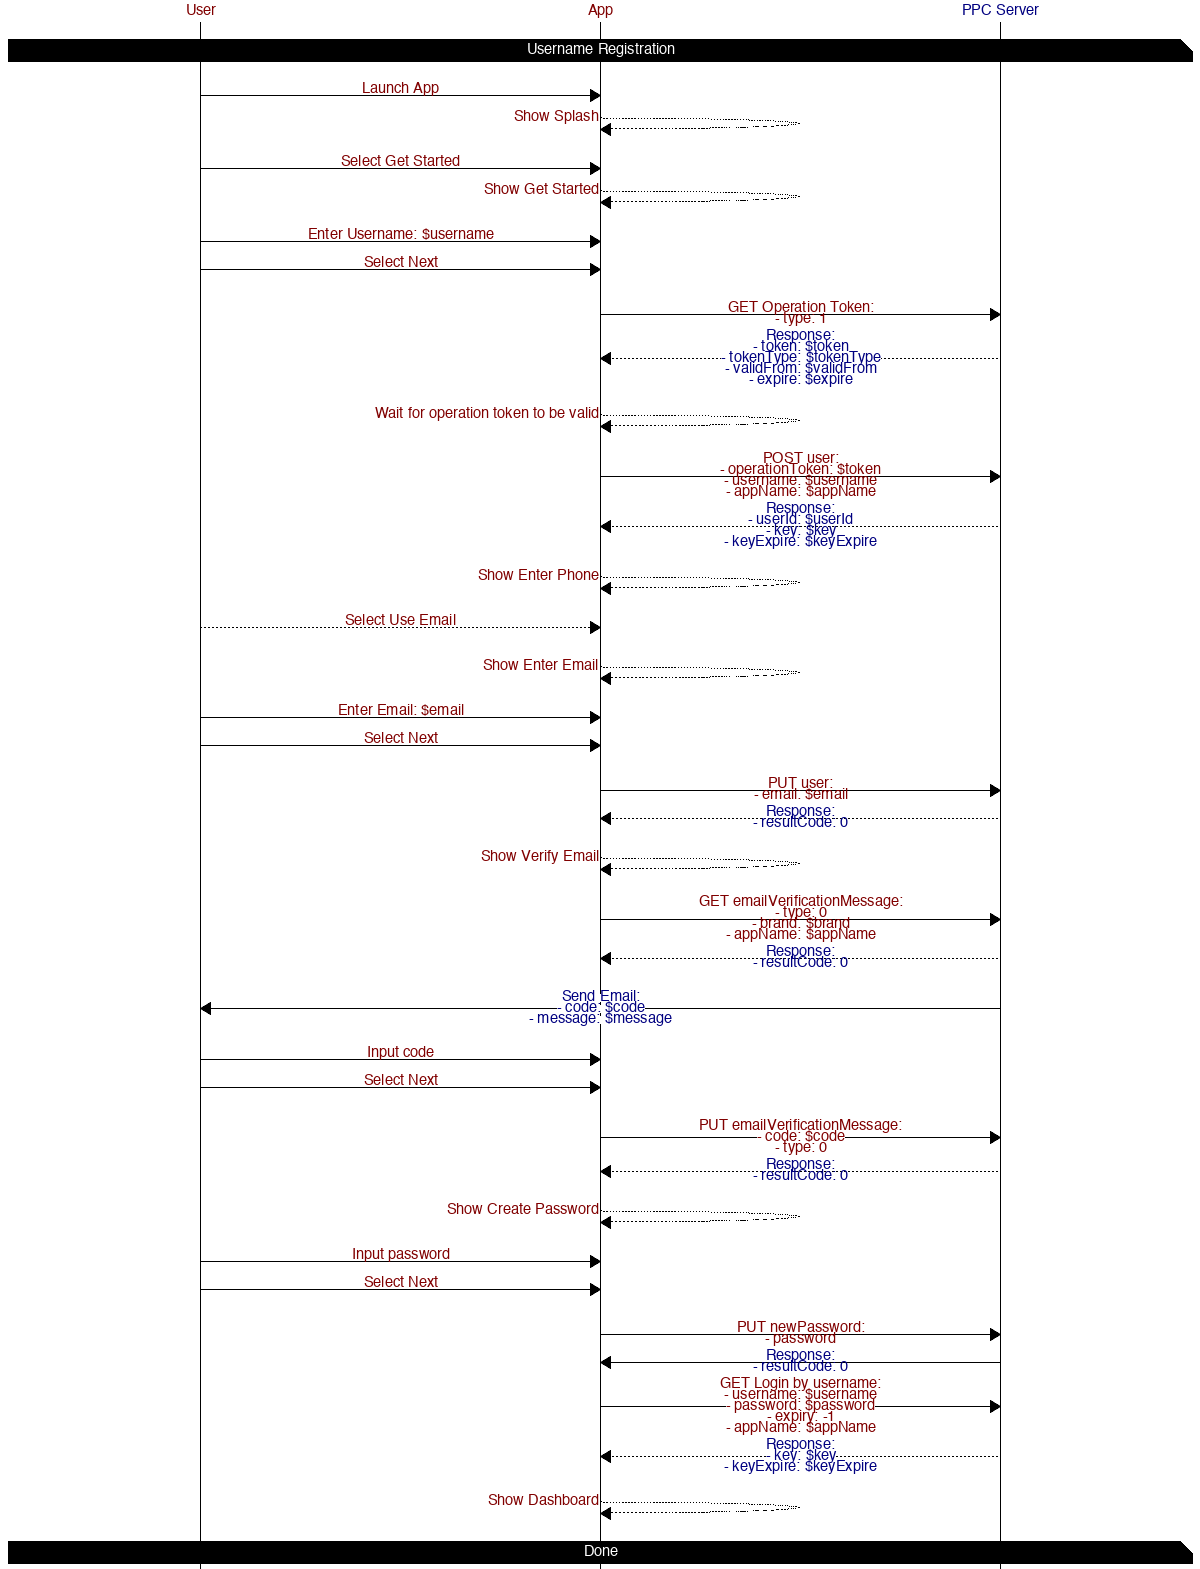 User
App
PPC Server
Username Registration
Launch App
Show Splash
Select Get Started
Show Get Started
Enter Username: $username
Select Next
GET Operation Token:
- type: 1
Response:
- token: $token
- tokenType: $tokenType
- validFrom: $validFrom
- expire: $expire
Wait for operation token to be valid
POST user:
- operationToken: $token
- username: $username
- appName: $appName
Response:
- userId: $userId
- key: $key
- keyExpire: $keyExpire
Show Enter Phone
Select Use Email
Show Enter Email
Enter Email: $email
Select Next
PUT user:
- email: $email
Response:
- resultCode: 0
Show Verify Email
GET emailVerificationMessage:
- type: 0
- brand: $brand
- appName: $appName
Response:
- resultCode: 0
Send Email:
- code: $code
- message: $message
Input code
Select Next
PUT emailVerificationMessage:
- code: $code
- type: 0
Response:
- resultCode: 0
Show Create Password
Input password
Select Next
PUT newPassword:
- password
Response:
- resultCode: 0
GET Login by username:
- username: $username
- password: $password
- expiry: -1
- appName: $appName
Response:
- key: $key
- keyExpire: $keyExpire
Show Dashboard
Done